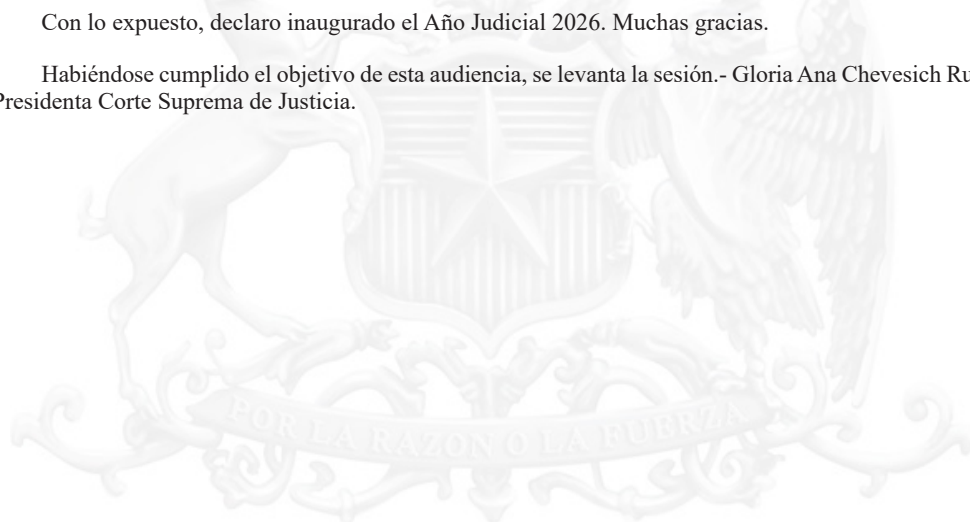 Con lo expuesto, declaro inaugurado el Año Judicial 2026. Muchas gracias.
Habiéndose cumplido el objetivo de esta audiencia, se levanta la sesión.- Gloria Ana Chevesich Ru
Presidenta Corte Suprema de Justicia.
POR LA RAZON O LA FUERZA